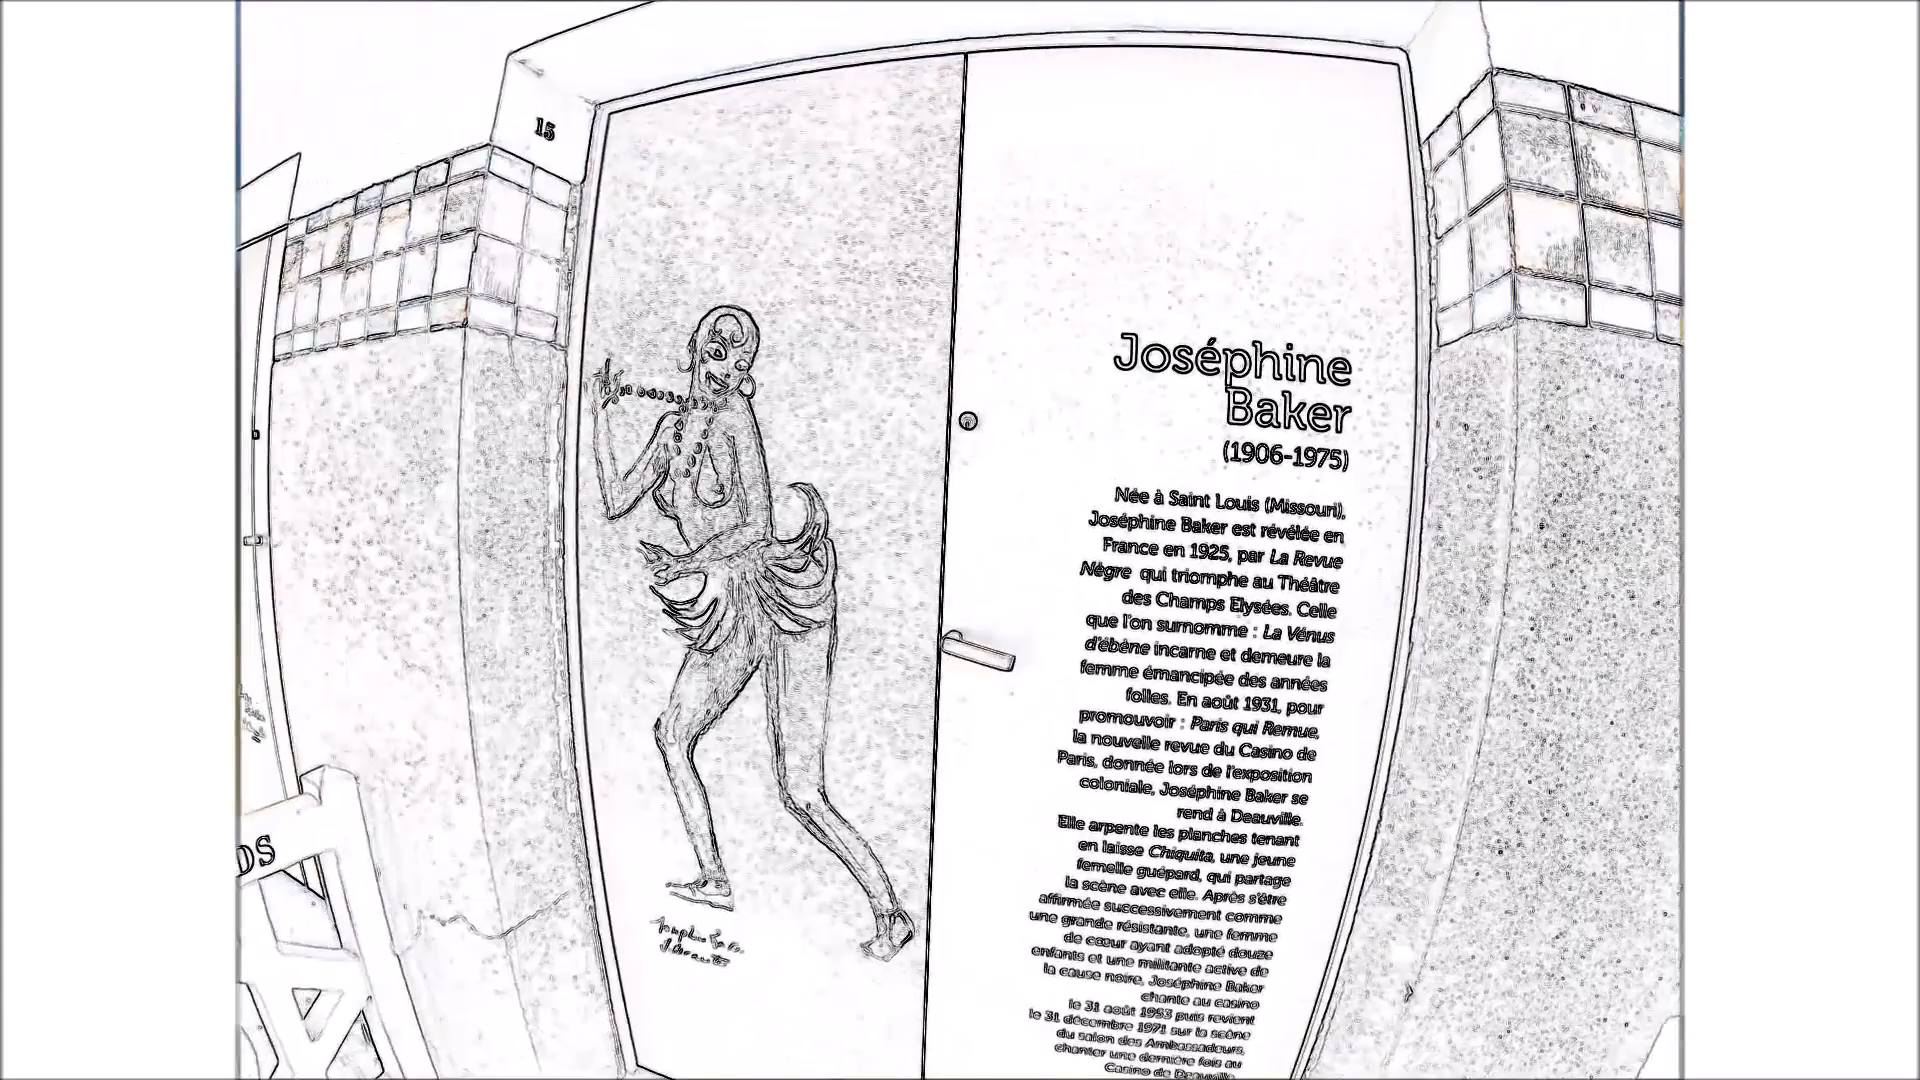 15
Joséphine
Baker
(1906-1975)
Née à Saint Louis (Missouri),
Joséphine Baker est révélée en
France en 1925, par La Revue
Nègre qui triomphe au Théâtre
des Champs Elysées. Celle
que l'on surnomme : La Vénus
d'ébène incarne et demeure la
femme émancipée des années
folles. En août 1931, pour
promouvoir : Paris qui Remue,
la nouvelle revue du Casino de
Paris, donnée lors de l'exposition
coloniale, Joséphine Baker se
rend à Deauville.
Elle arpente les planches tenant
en laisse Chiquita, une jeune
femelle guépard, qui partage
la scène avec elle. Après s'être
affirmée successivement comme
une grande résistante, une femme
de cœur ayant adopté douze
enfants et une militante active de
la cause noire, Joséphine Baker
chante au casino
le 31 août 1953 puis revient
le 31 décembre 1971 sur la scène
du salon des Ambassadeurs,
chanter une dernière fois au
Casino de Deauville
DS